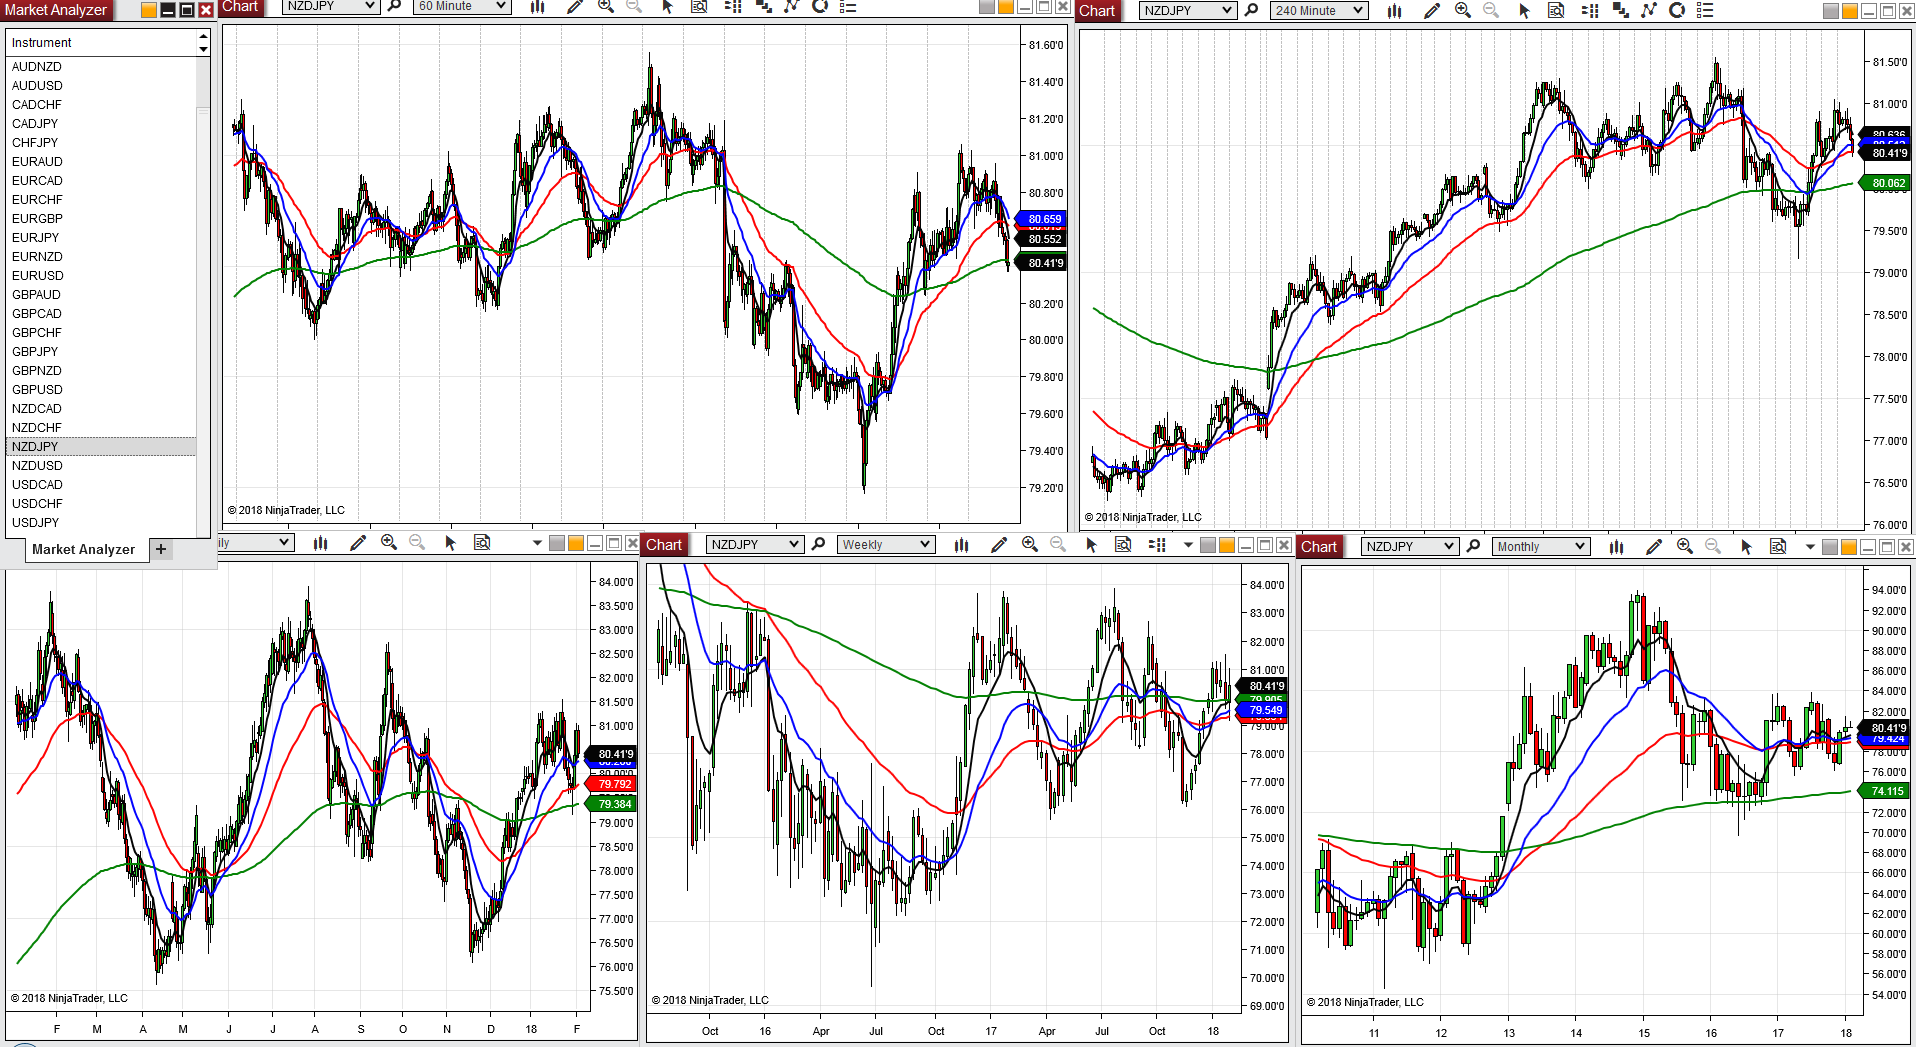 Market Analyzer
Instrument
AUDNZD
AUDUSD
CADCHF
CADJPY
CHFJPY
EURAUD
EURCAD
EURCHF
EURGBP
EURJPY
EURNZD
EURUSD
GBPAUD
GBPCAD
GBPCHF
GBPJPY
GBPNZD
GBPUSD
NZDCAD
NZDCHF
NZDJPY
NZDUSD
USDCAD
USDCHF
USDJPY
Market Analyzer +
Chart NZDJPY 60 Minute
81.60'0
81.40'0
81.20'0
81.00'0
80.80'0
80.659
80.552
80.41'9
80.20'0
80.00'0
79.80'0
79.60'0
79.40'0
79.20'0
© 2018 NinjaTrader, LLC
Chart NZDJPY 240 Minute
81.50'0
81.00'0
80.636
80.41'9
80.062
79.50'0
79.00'0
78.50'0
78.00'0
77.50'0
77.00'0
76.50'0
76.00'0
© 2018 NinjaTrader, LLC
ily
84.00'0
83.50'0
83.00'0
82.50'0
82.00'0
81.50'0
81.00'0
80.41'9
80.00'0
79.792
79.384
79.00'0
78.50'0
78.00'0
77.50'0
77.00'0
76.50'0
76.00'0
75.50'0
© 2018 NinjaTrader, LLC
F M A M J J A S O N D 18 F
Chart NZDJPY Weekly
84.00'0
83.00'0
82.00'0
81.00'0
80.41'9
79.905
79.549
79.00'0
78.00'0
77.00'0
76.00'0
75.00'0
74.00'0
73.00'0
72.00'0
71.00'0
70.00'0
69.00'0
© 2018 NinjaTrader, LLC
Oct 16 Apr Jul Oct 17 Apr Jul Oct 18
Chart NZDJPY Monthly
94.00'0
92.00'0
90.00'0
88.00'0
86.00'0
84.00'0
82.00'0
80.41'9
79.424
78.00'0
76.00'0
74.115
72.00'0
70.00'0
68.00'0
66.00'0
64.00'0
62.00'0
60.00'0
58.00'0
56.00'0
54.00'0
© 2018 NinjaTrader, LLC
11 12 13 14 15 16 17 18